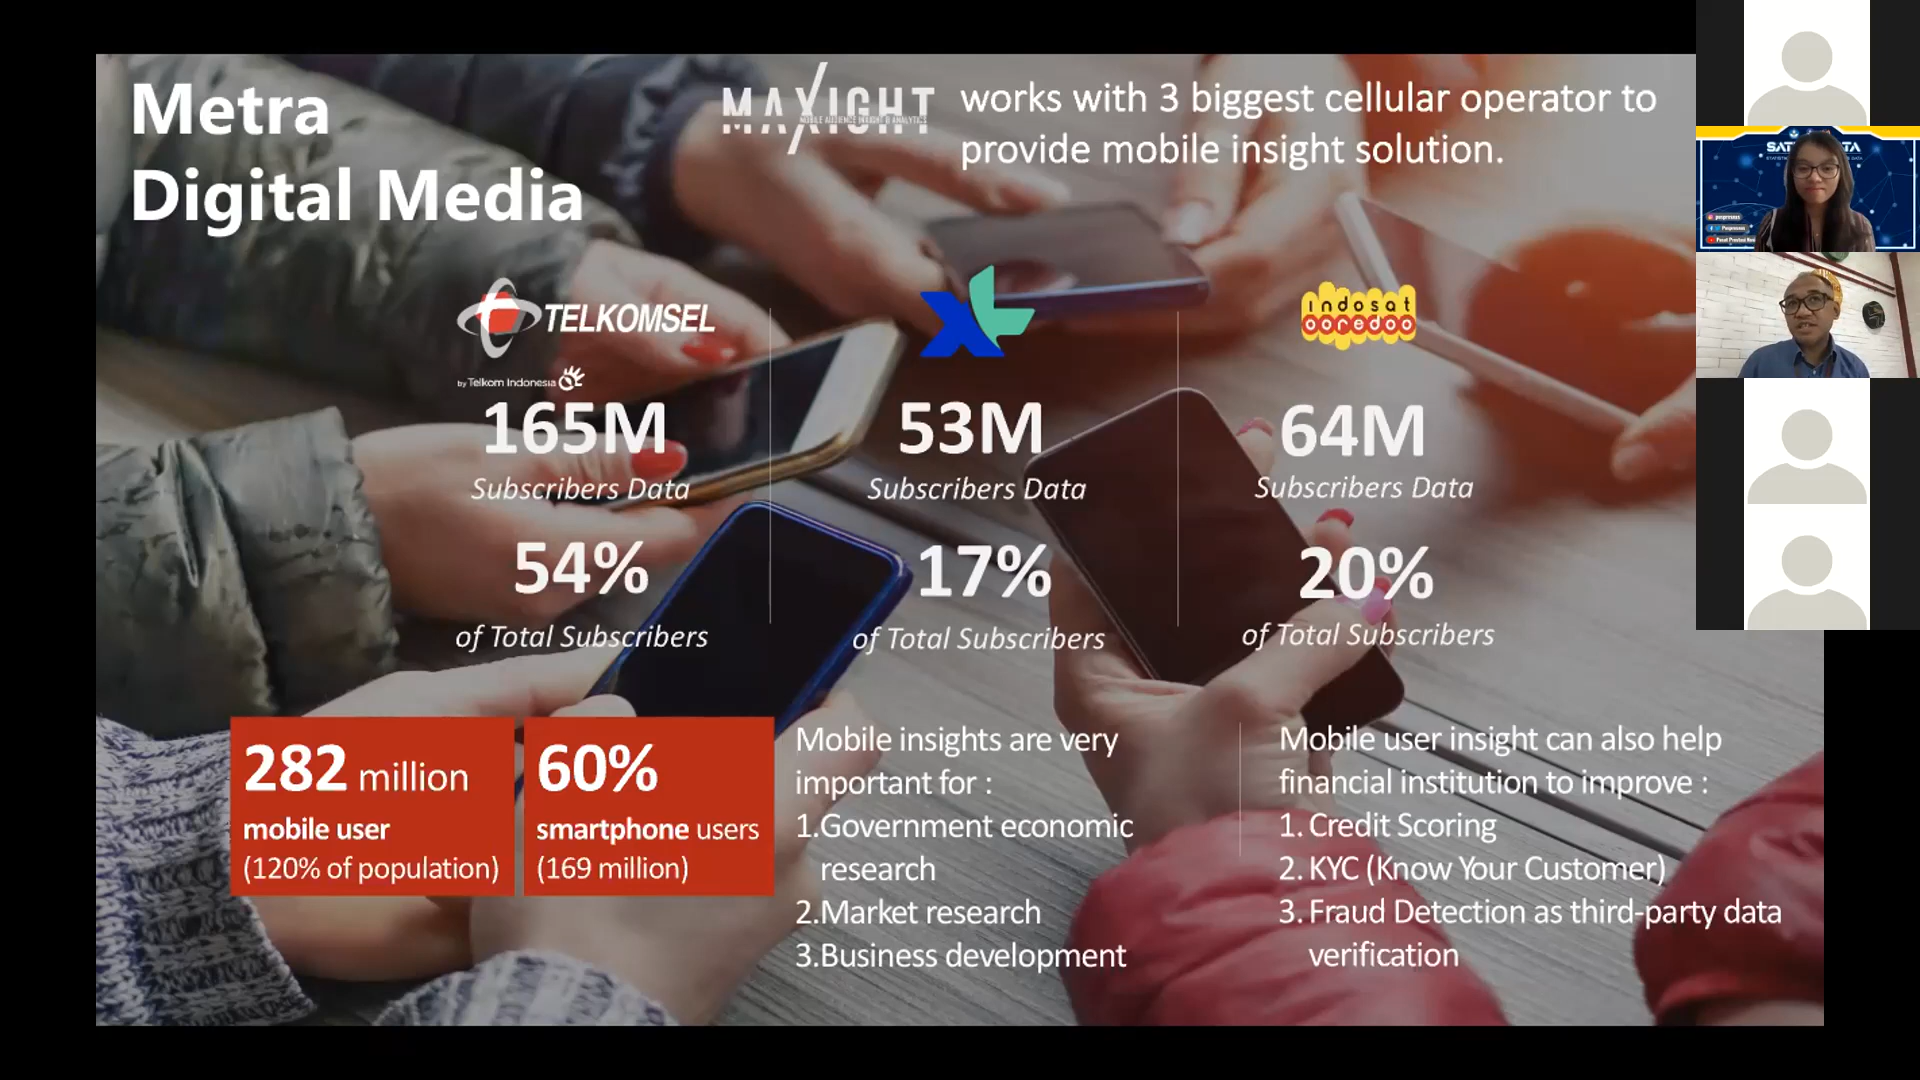 Metra
Digital Media
MAXIGHT
MOBILE AUDIENCE INSIGHT & ANALYTICS
works with 3 biggest cellular operator to
provide mobile insight solution.
TELKOMSEL
by Telkom Indonesia
165M
Subscribers Data
54%
of Total Subscribers
XL
53M
Subscribers Data
17%
of Total Subscribers
indosat
ooredoo
64M
Subscribers Data
20%
of Total Subscribers
282 million
mobile user
(120% of population)
60%
smartphone users
(169 million)
Mobile insights are very
important for :
1.Government economic
research
2.Market research
3.Business development
Mobile user insight can also help
financial institution to improve :
1. Credit Scoring
2. KYC (Know Your Customer)
3. Fraud Detection as third-party data
verification